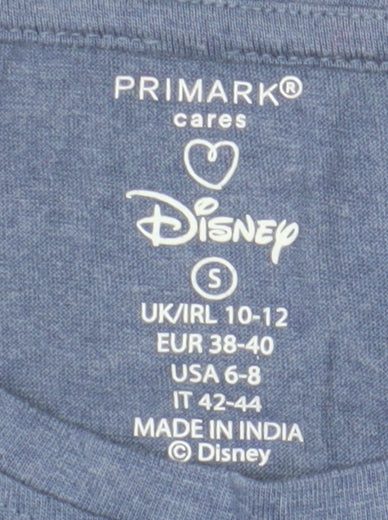 PRIMARK®
cares
Disney
S
UK/IRL 10-12
EUR 38-40
USA 6-8
IT 42-44
MADE IN INDIA
© Disney